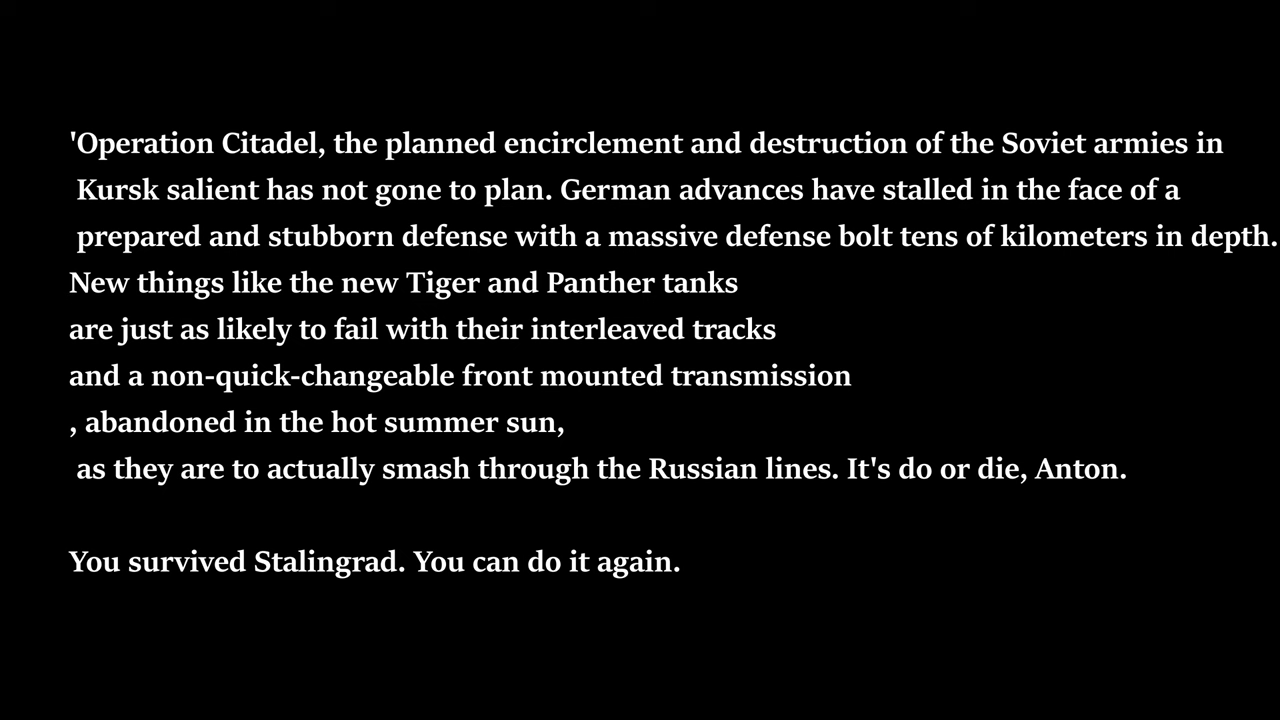 'Operation Citadel, the planned encirclement and destruction of the Soviet armies in
Kursk salient has not gone to plan. German advances have stalled in the face of a
prepared and stubborn defense with a massive defense bolt tens of kilometers in depth.
New things like the new Tiger and Panther tanks
are just as likely to fail with their interleaved tracks
and a non-quick-changeable front mounted transmission
, abandoned in the hot summer sun,
as they are to actually smash through the Russian lines. It's do or die, Anton.
You survived Stalingrad. You can do it again.